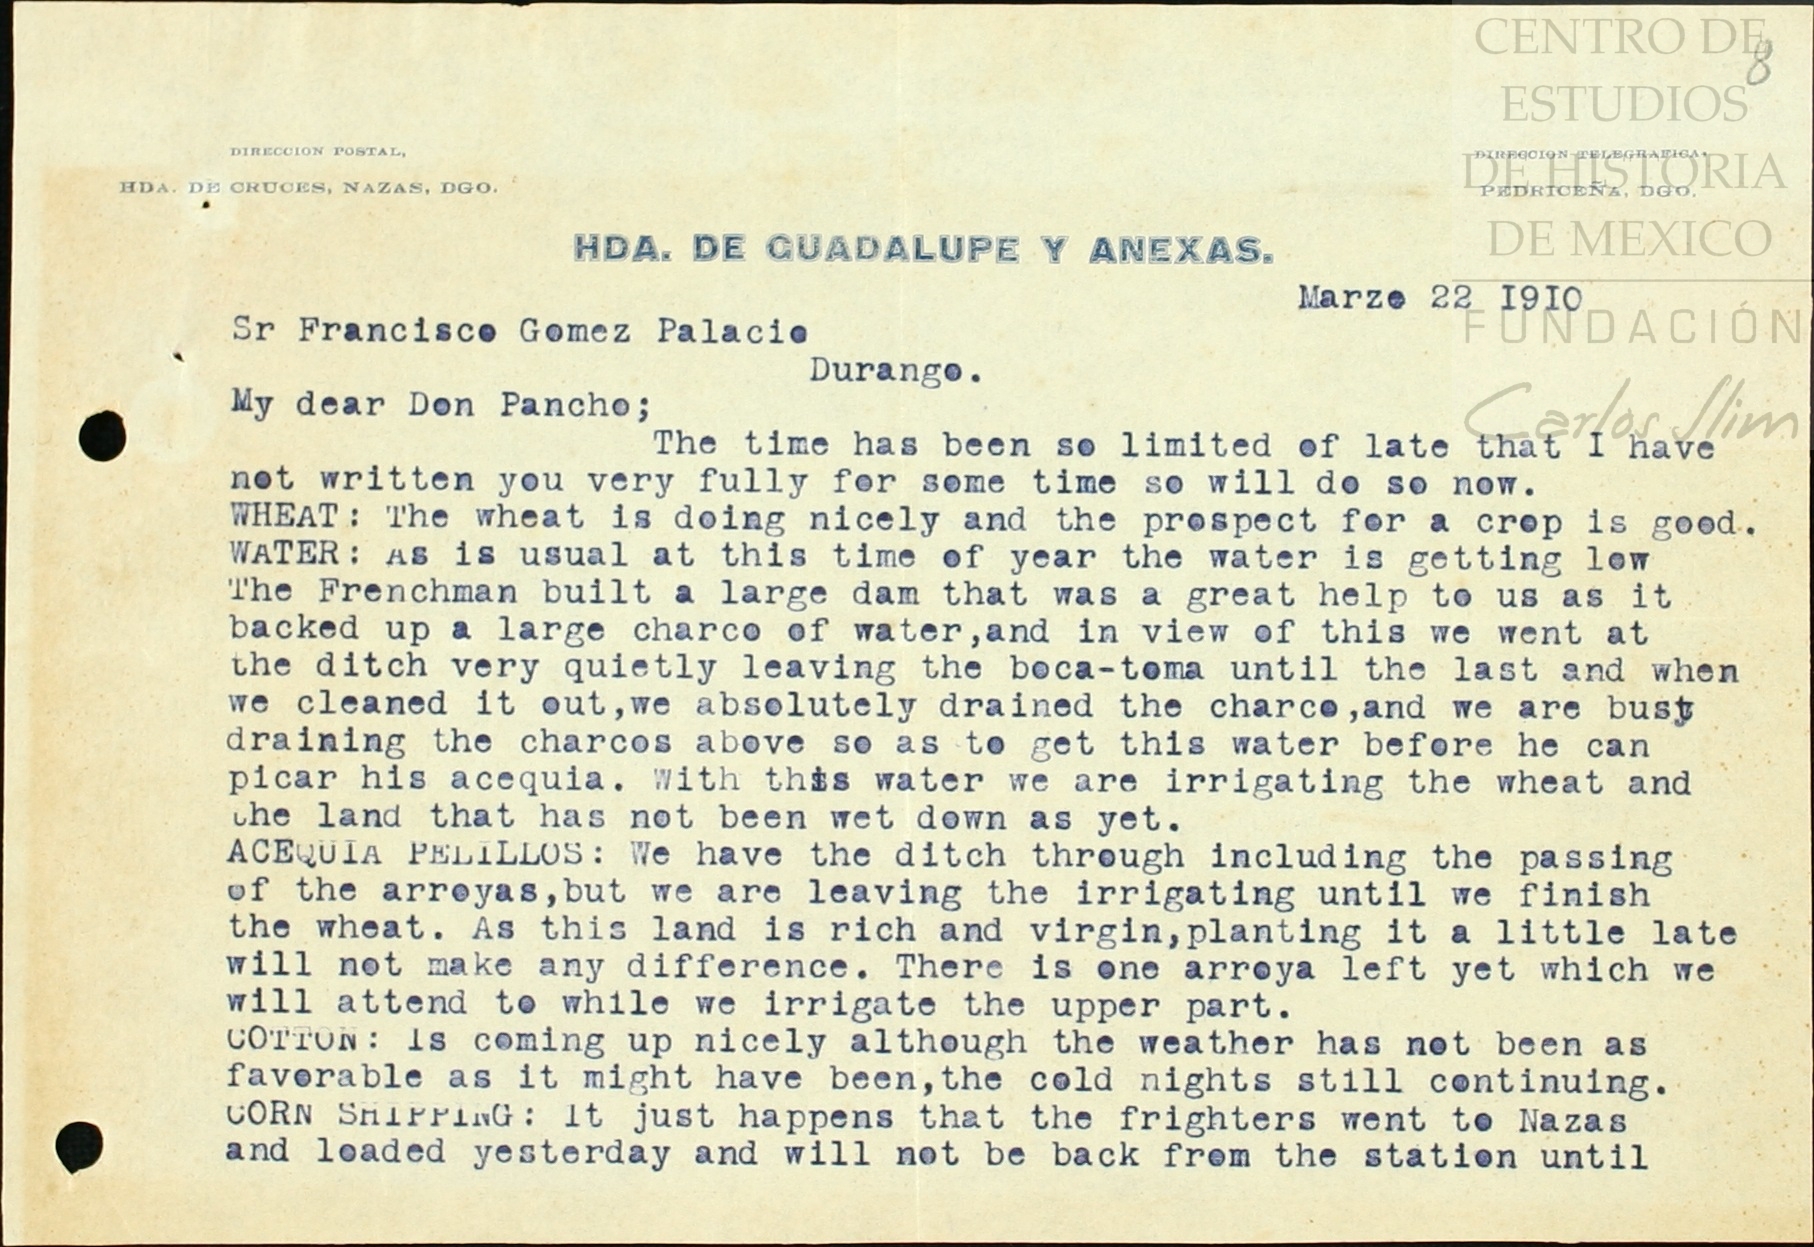 CENTRO DE
ESTUDIOS
DE HISTORIA
DE MEXICO
FUNDACIÓN
Carlos Slim
8
DIRECCION POSTAL,
HDA. DE CRUCES, NAZAS, DGO.
DIRECCION TELEGRAFICA,
PEDRICEÑA, DGO.
HDA. DE GUADALUPE Y ANEXAS.
Marzo 22 1910
Sr Francisco Gomez Palacio
Durango.
My dear Don Pancho;
The time has been so limited of late that I have
not written you very fully for some time so will do so now.
WHEAT: The wheat is doing nicely and the prospect for a crop is good.
WATER: As is usual at this time of year the water is getting low
The Frenchman built a large dam that was a great help to us as it
backed up a large charco of water,and in view of this we went at
the ditch very quietly leaving the boca-toma until the last and when
we cleaned it out,we absolutely drained the charco,and we are busy
draining the charcos above so as to get this water before he can
picar his acequia. With this water we are irrigating the wheat and
the land that has not been wet down as yet.
ACEQUIA PELILLOS: We have the ditch through including the passing
of the arroyas,but we are leaving the irrigating until we finish
the wheat. As this land is rich and virgin,planting it a little late
will not make any difference. There is one arroya left yet which we
will attend to while we irrigate the upper part.
COTTON: Is coming up nicely although the weather has not been as
favorable as it might have been,the cold nights still continuing.
CORN SHIPPING: It just happens that the frighters went to Nazas
and loaded yesterday and will not be back from the station until